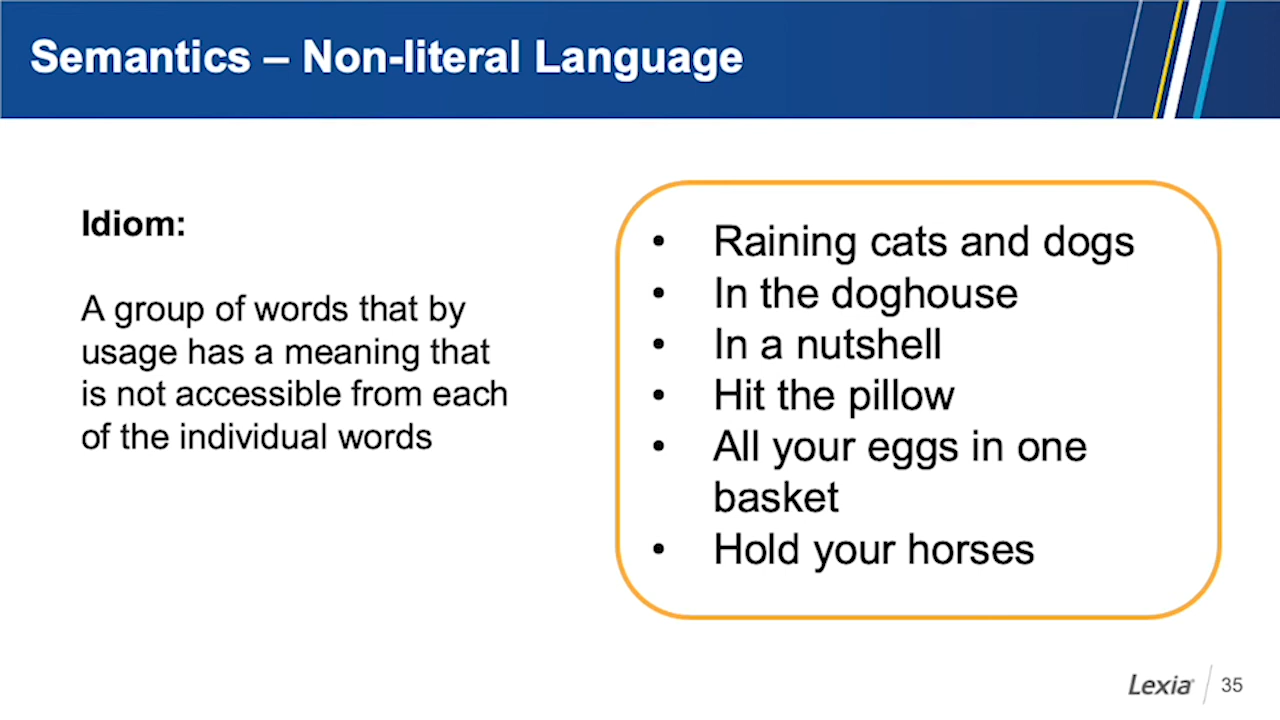 Semantics – Non-literal Language
Idiom:
A group of words that by
usage has a meaning that
is not accessible from each
of the individual words
• Raining cats and dogs
• In the doghouse
• In a nutshell
• Hit the pillow
• All your eggs in one
basket
• Hold your horses
Lexia 35